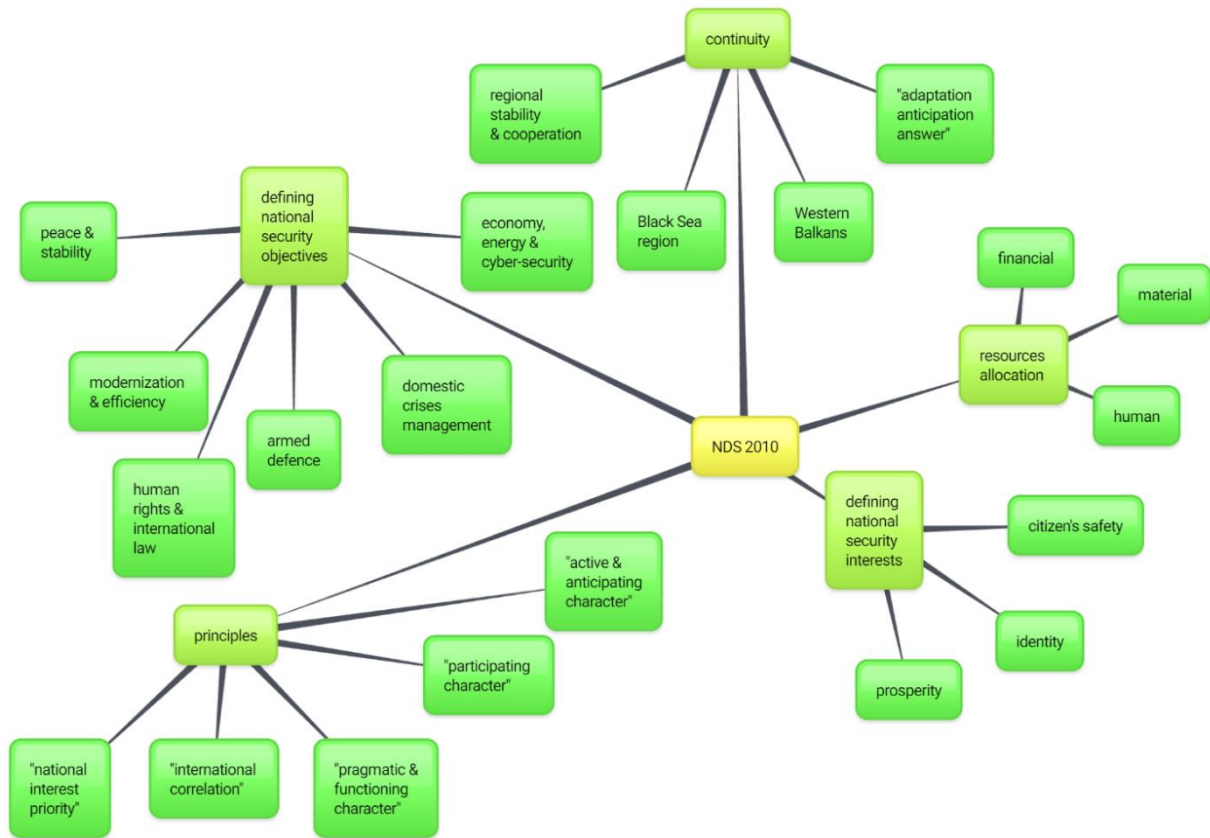 continuity
regional
stability
& cooperation
"adaptation
anticipation
answer"
Black Sea
region
Western
Balkans
defining
national
security
objectives
peace &
stability
economy,
energy &
cyber-security
modernization
& efficiency
human
rights &
international
law
armed
defence
domestic
crises
management
financial
material
resources
allocation
human
NDS 2010
defining
national
security
interests
citizen's safety
identity
prosperity
principles
"active &
anticipating
character"
"participating
character"
"national
interest
priority"
"international
correlation"
"pragmatic &
functioning
character"